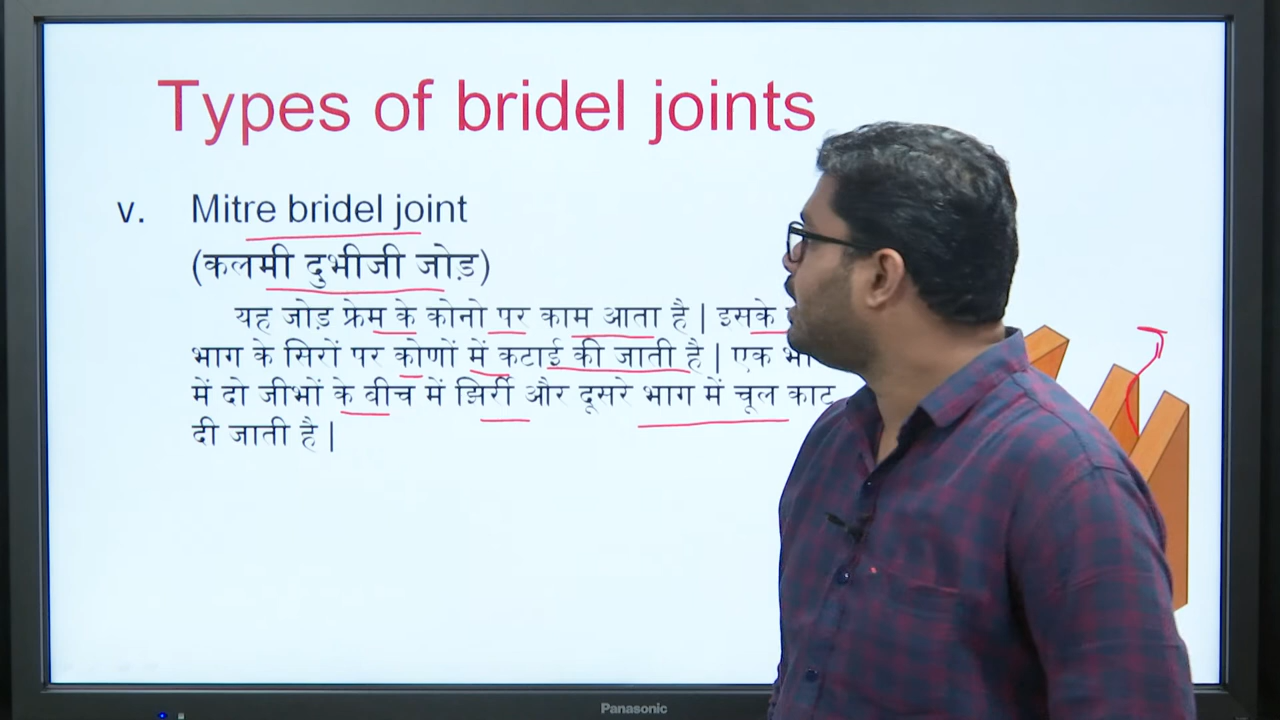 Types of bridel joints
v. Mitre bridel joint
(कलमी दुभीजी जोड़)
यह जोड़ फ्रेम के कोनो पर काम आता है | इसके
भाग के सिरों पर कोणों में कटाई की जाती है | एक
में दो जीभों के बीच में झिर्री और दूसरे भाग में चूल काट
दी जाती है |
Panasonic